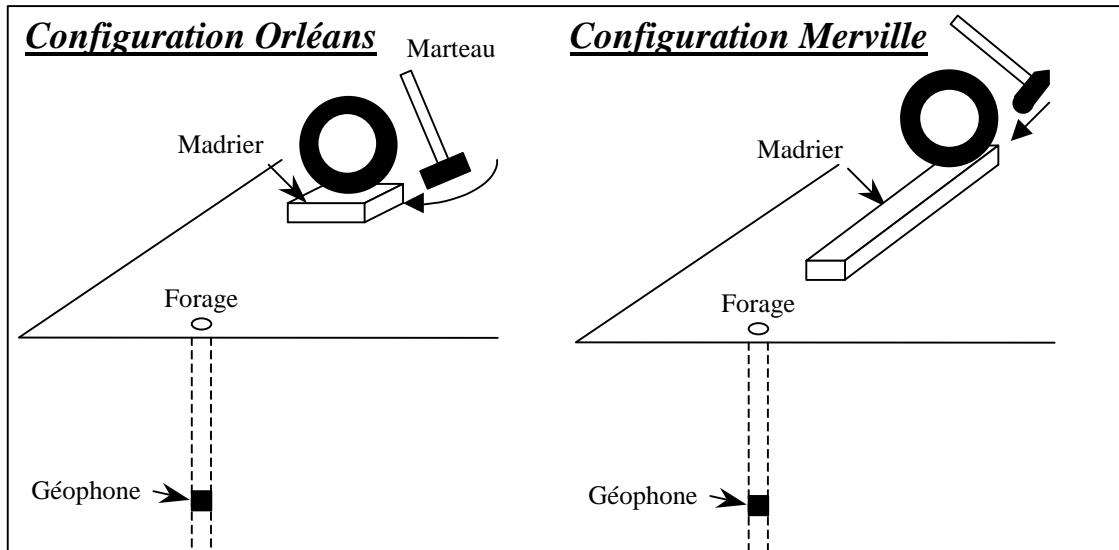 Configuration Orléans
Marteau
Madrier
Forage
Géophone
Configuration Merville
Madrier
Forage
Géophone